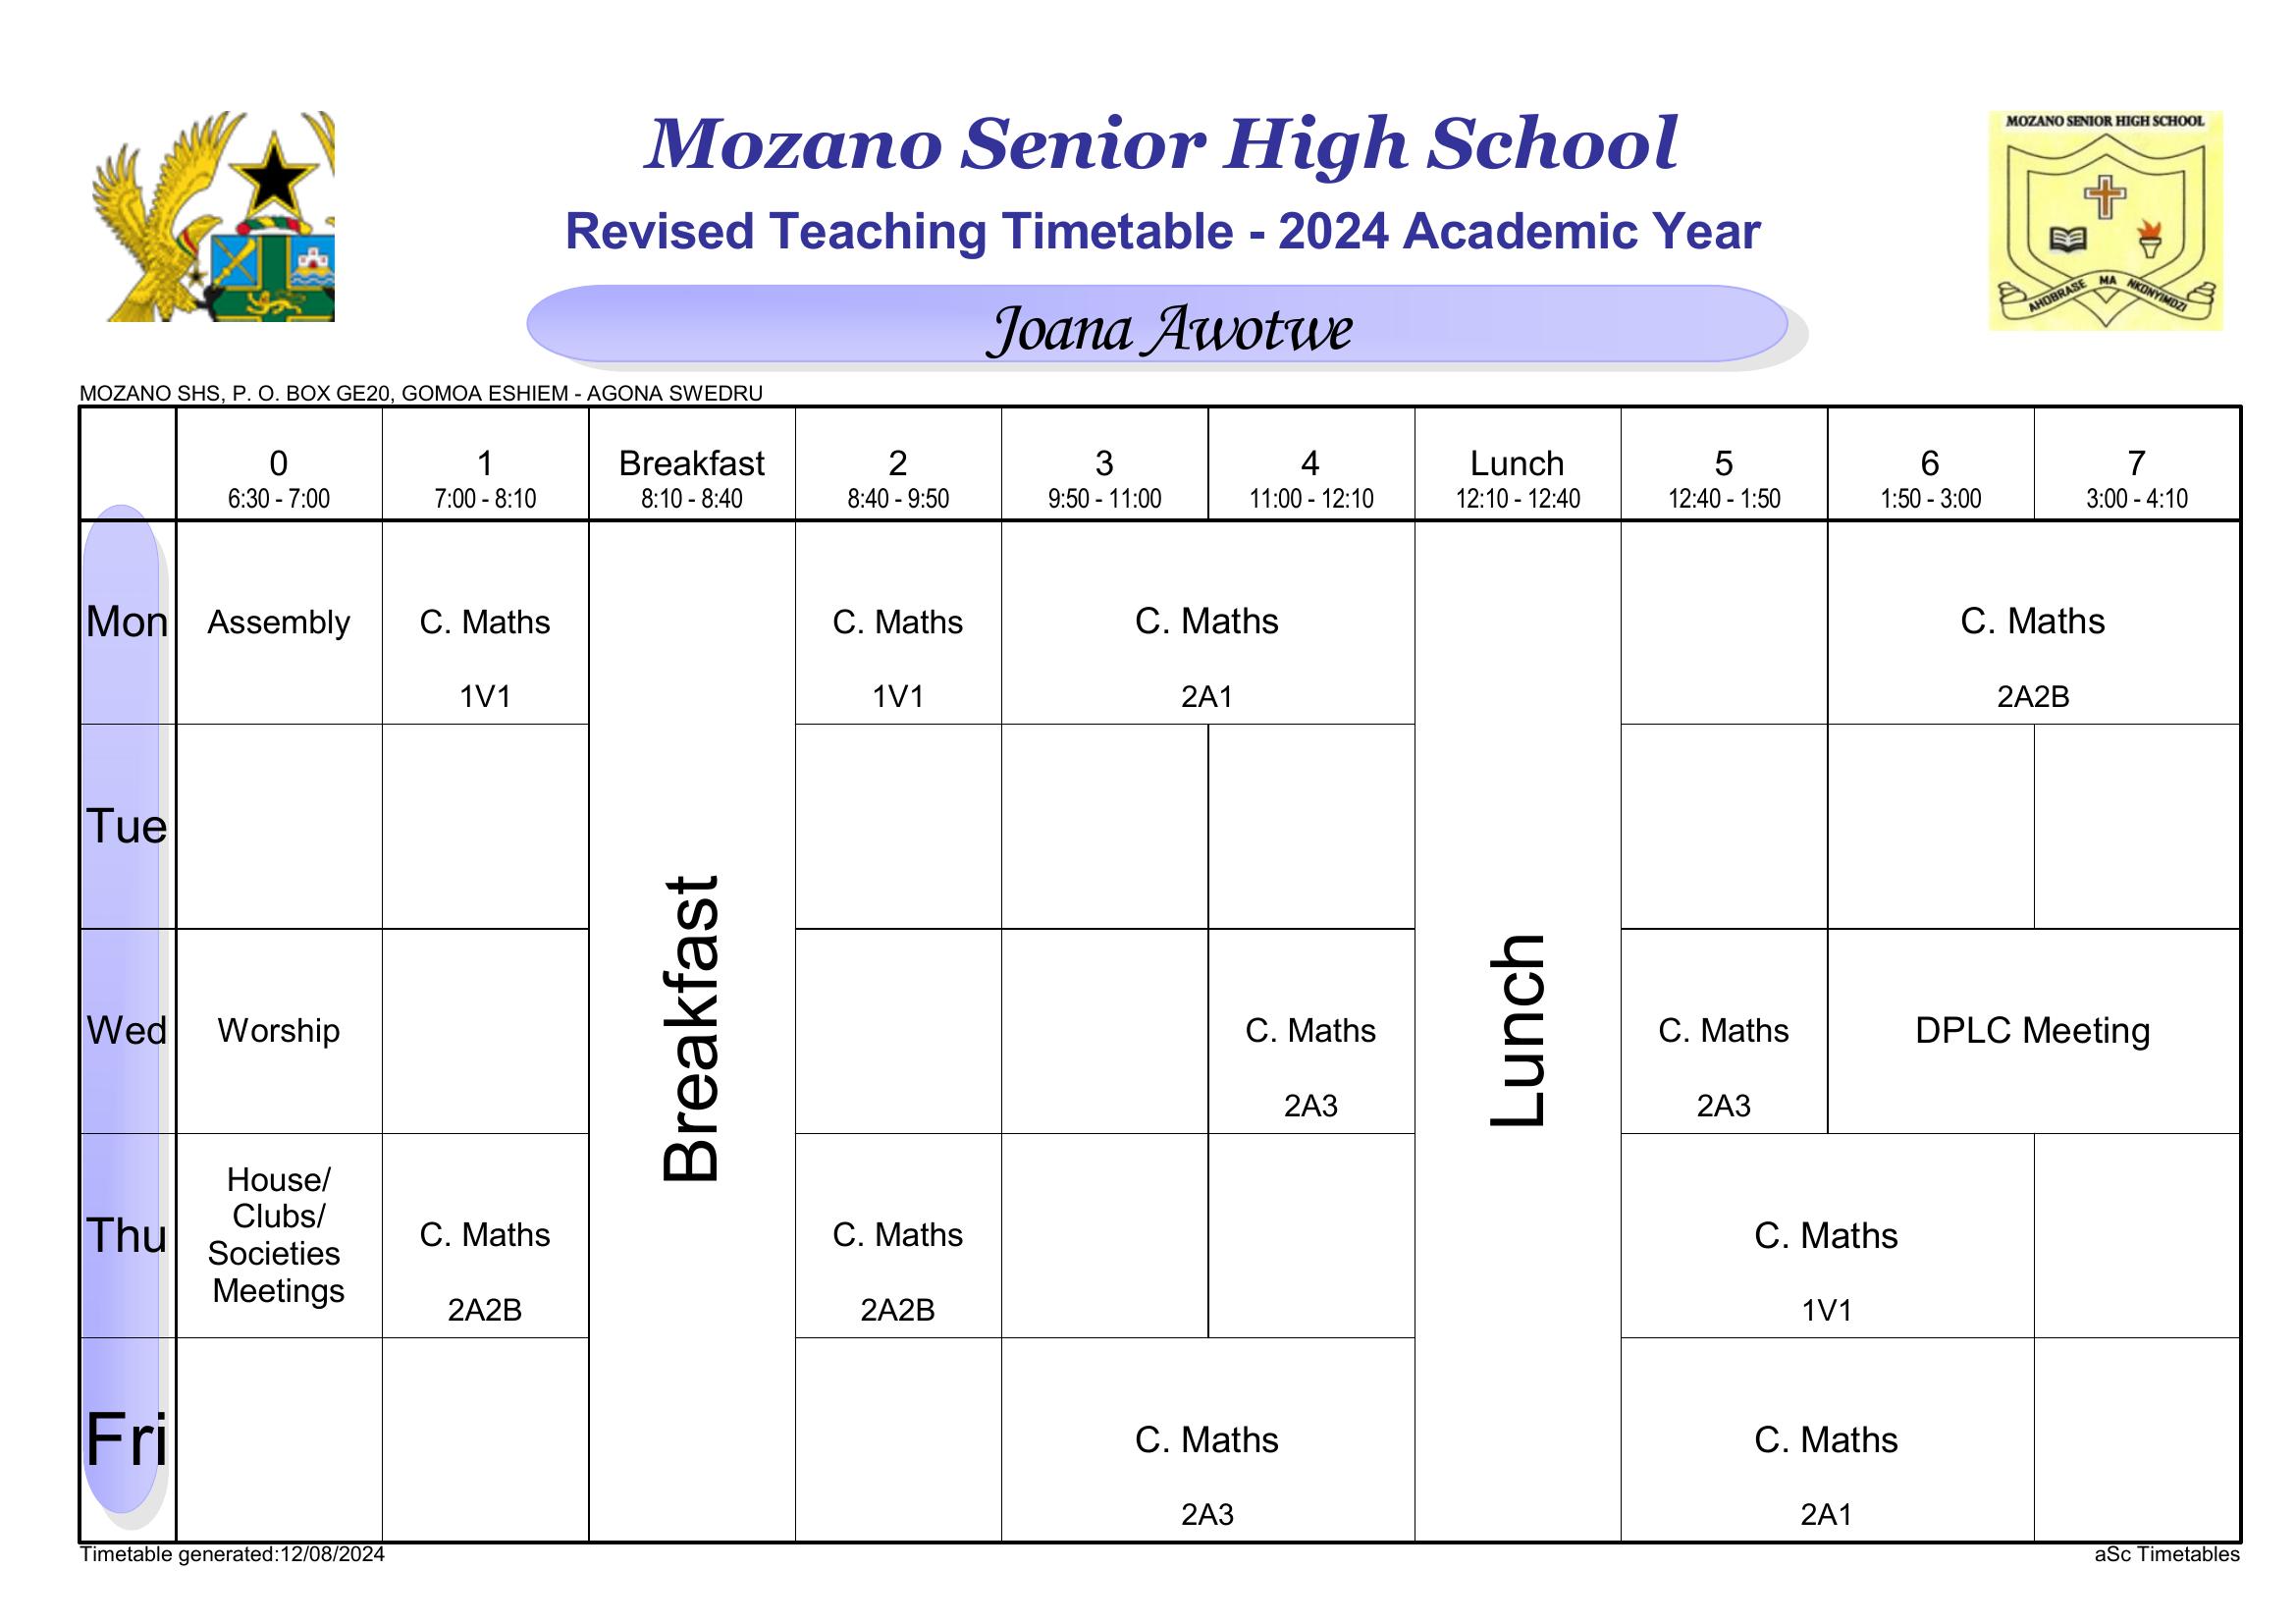 Mozano Senior High School
MOZANO SENIOR HIGH SCHOOL
Revised Teaching Timetable - 2024 Academic Year
AHOBRASE MA NKONYIMDZI
Joana Awotwe
MOZANO SHS, P. O. BOX GE20, GOMOA ESHIEM - AGONA SWEDRU
0 1 Breakfast 2 3 4 Lunch 5 6 7
6:30 - 7:00 7:00 - 8:10 8:10 - 8:40 8:40 - 9:50 9:50 - 11:00 11:00 - 12:10 12:10 - 12:40 12:40 - 1:50 1:50 - 3:00 3:00 - 4:10
Mon Assembly C. Maths C. Maths C. Maths C. Maths
1V1 1V1 2A1 2A2B
Tue
Breakfast
Lunch
Wed Worship C. Maths C. Maths DPLC Meeting
2A3 2A3
House/
Clubs/
Societies
Meetings
Thu C. Maths C. Maths C. Maths
2A2B 2A2B 1V1
Fri C. Maths C. Maths
2A3 2A1
Timetable generated:12/08/2024 aSc Timetables